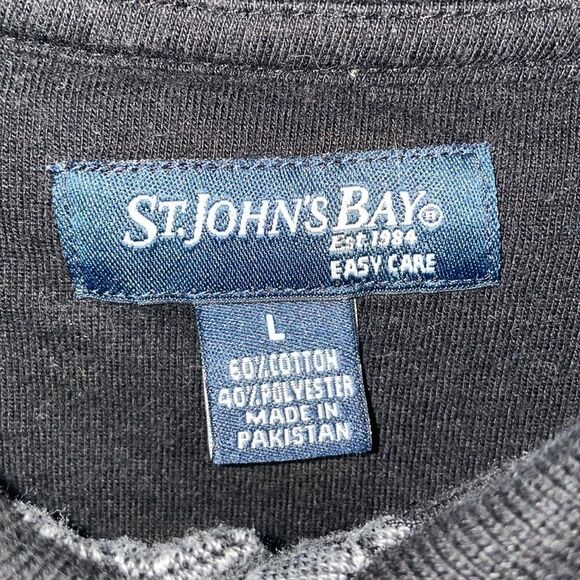 ST. JOHN'S BAY®
EST 1984
EASY CARE
L
60% COTTON
40% POLYESTER
MADE IN
PAKISTAN